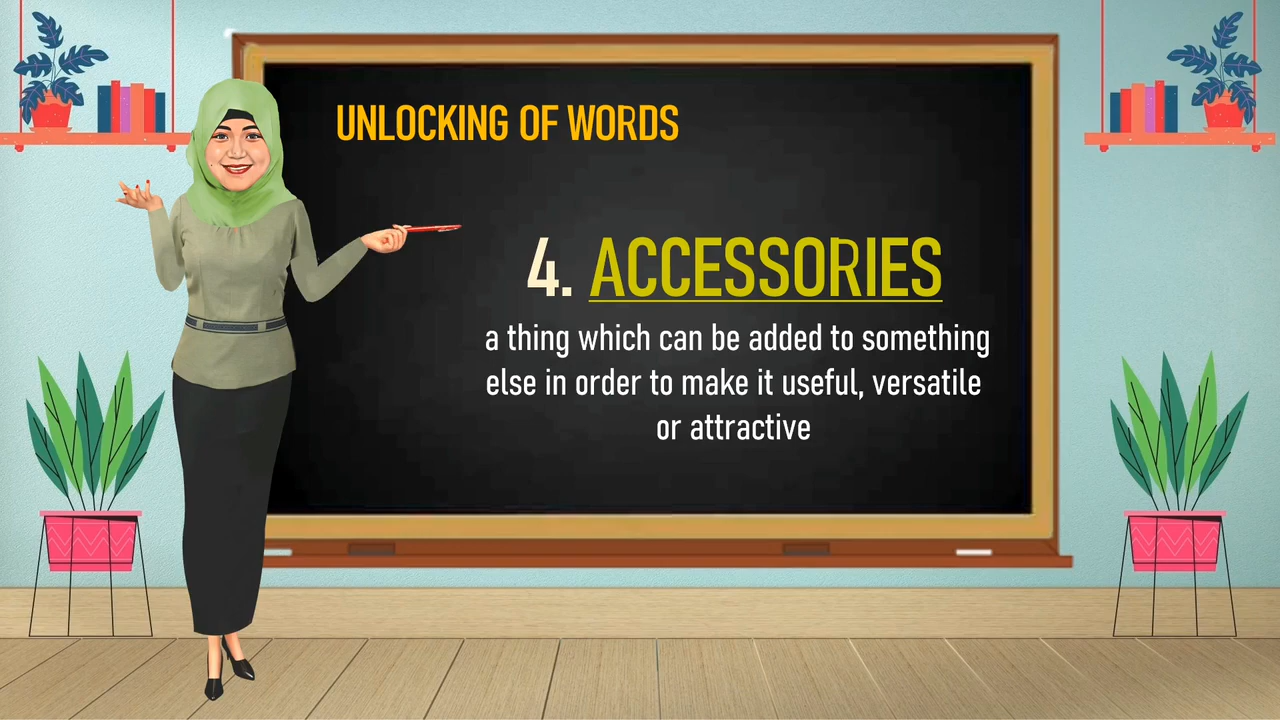 UNLOCKING OF WORDS
4. ACCESSORIES
a thing which can be added to something
else in order to make it useful, versatile
or attractive